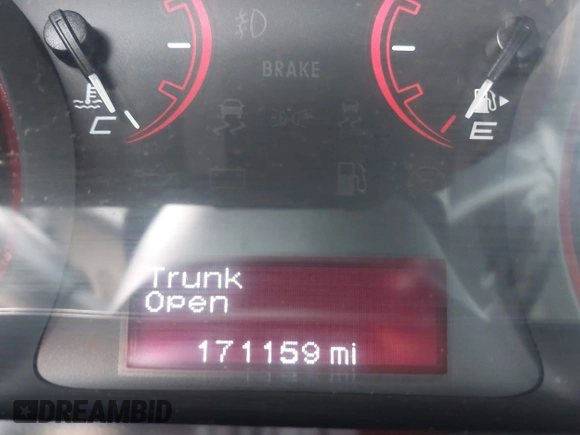 BRAKE
C
E
Trunk
Open
171159 mi
DREAMBID